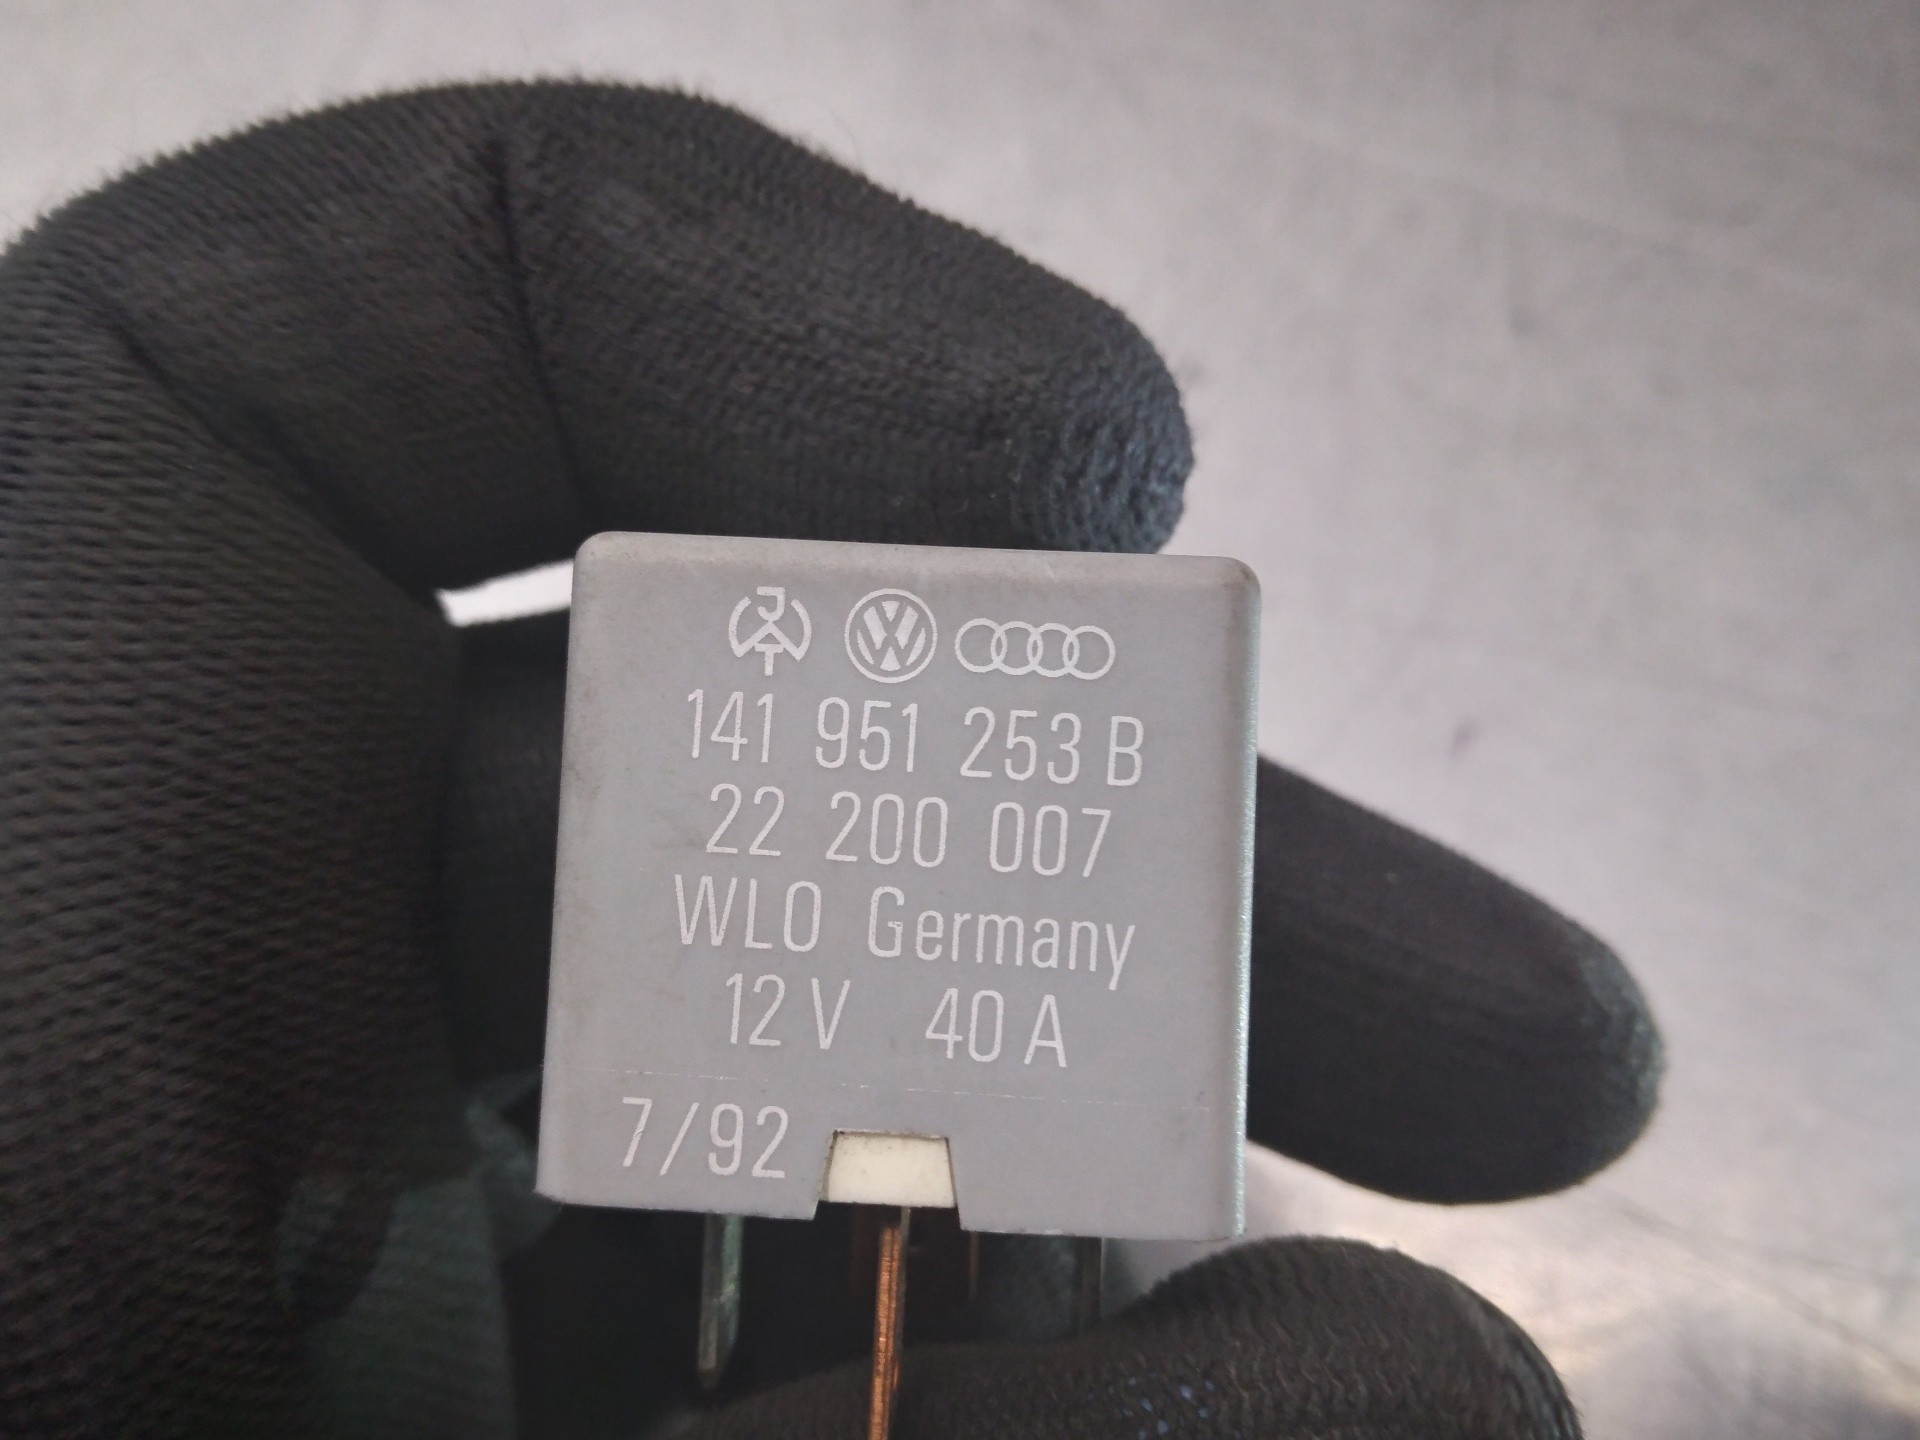 141 951 253 B
22 200 007
WLO Germany
12 V 40 A
7/92